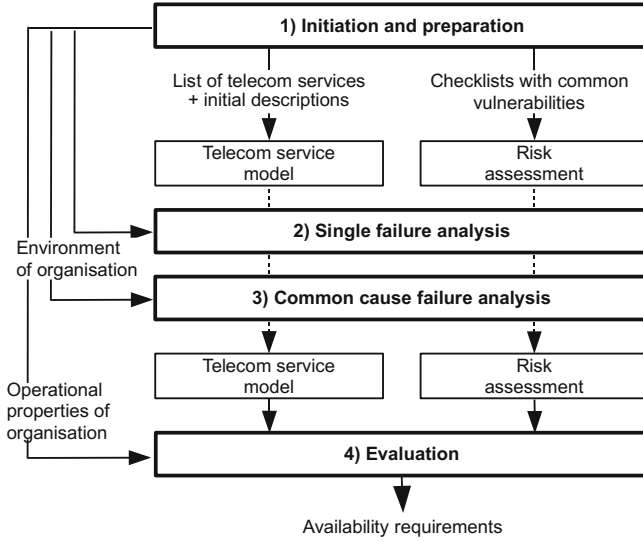 1) Initiation and preparation
List of telecom services
+ initial descriptions
Checklists with common
vulnerabilities
Telecom service
model
Risk
assessment
2) Single failure analysis
Environment
of organisation
3) Common cause failure analysis
Telecom service
model
Risk
assessment
Operational
properties of
organisation
4) Evaluation
Availability requirements